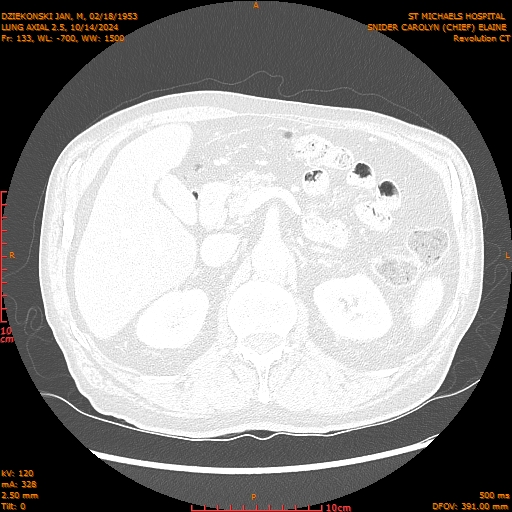 DZIEKONSKI JAN, M, 02/18/1953
LUNG AXIAL 2.5, 10/14/2024
Fr: 133, WL: -700, WW: 1500
A
ST MICHAELS HOSPITAL
SNIDER CAROLYN (CHIEF) ELAINE
Revolution CT
R
L
10
cm
kV: 120
mA: 328
2.50 mm
Tilt: 0
P
10cm
500 ms
DFOV: 391.00 mm